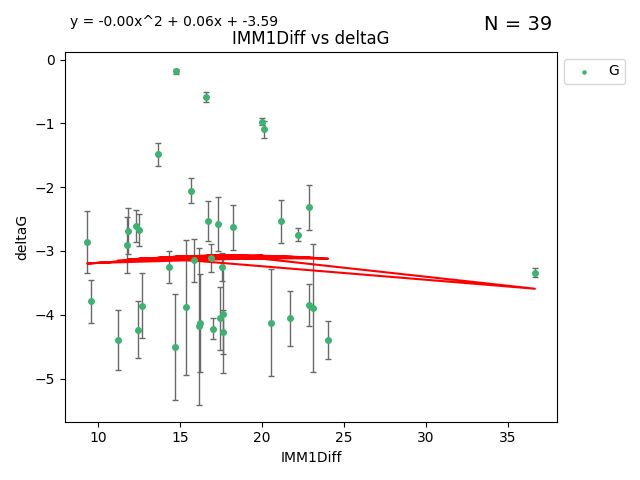 y = -0.00x^2 + 0.06x + -3.59
N = 39
IMM1Diff vs deltaG
G
deltaG
0
−1
−2
−3
−4
−5
10 15 20 25 30 35
IMM1Diff